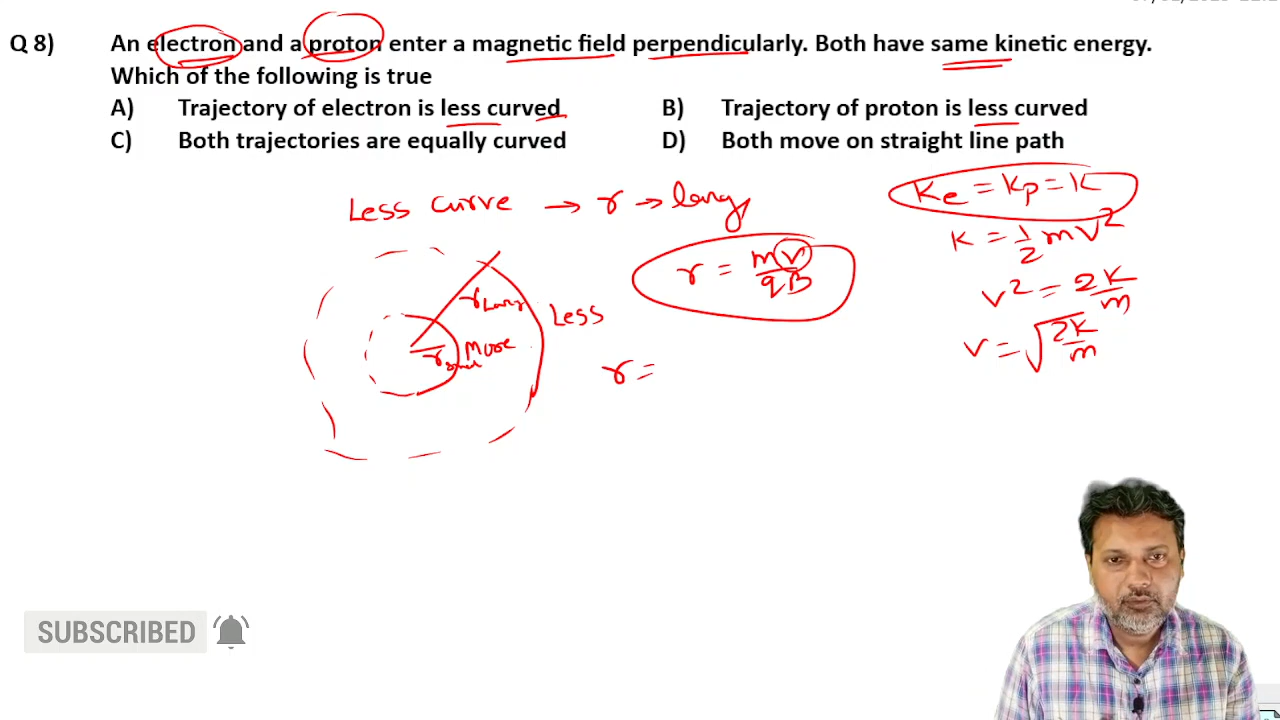 Q 8) An electron and a proton enter a magnetic field perpendicularly. Both have same kinetic energy.
Which of the following is true
A) Trajectory of electron is less curved B) Trajectory of proton is less curved
C) Both trajectories are equally curved D) Both move on straight line path
Less curve → r → large
Ke = Kp = K
K = 1/2 mv²
r = mv/qB
v² = 2K/m
v = √(2K/m)
r Large
Less
More
r small
r =
SUBSCRIBED